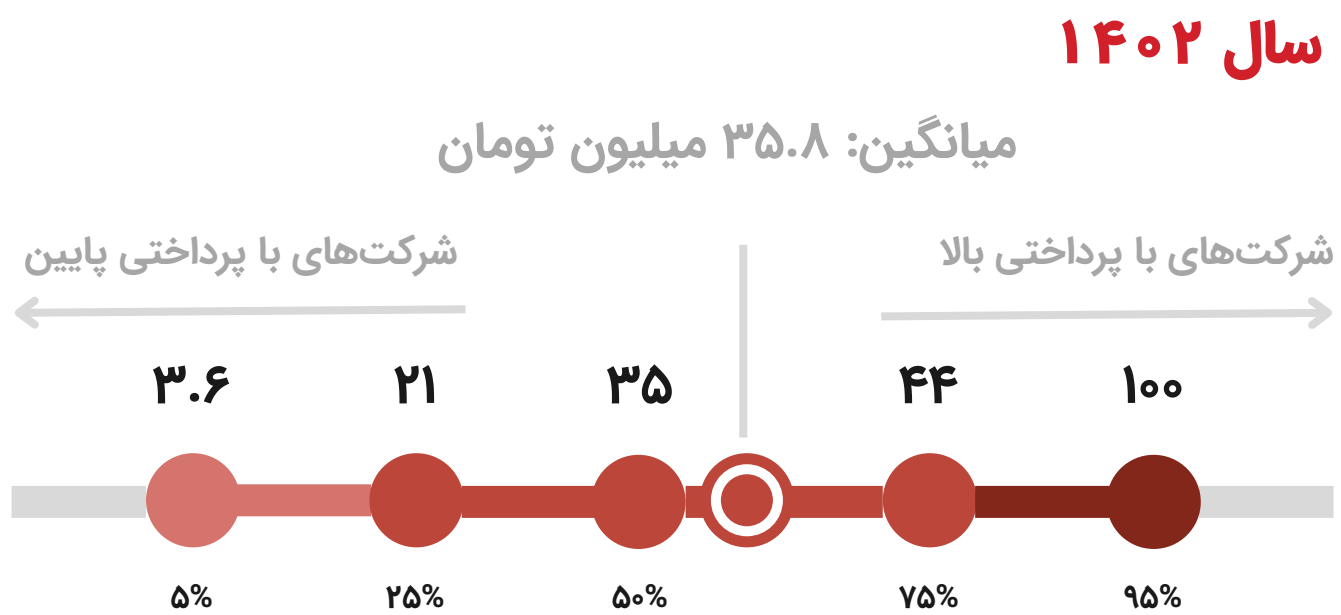 سال ۱۴۰۲
میانگین: ۳۵.۸ میلیون تومان
شرکت‌های با پرداختی بالا
شرکت‌های با پرداختی پایین
۳.۶ ۲۱ ۳۵ ۴۴ ۱۰۰
۵% ۲۵% ۵۰% ۷۵% ۹۵%